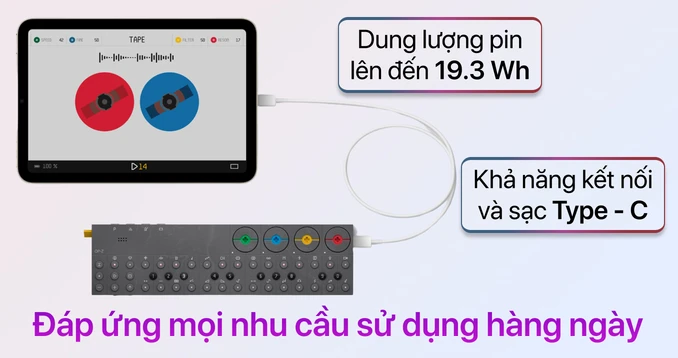 TAPE
Dung lượng pin
lên đến 19.3 Wh
100 %
14
Khả năng kết nối
và sạc Type - C
Đáp ứng mọi nhu cầu sử dụng hàng ngày